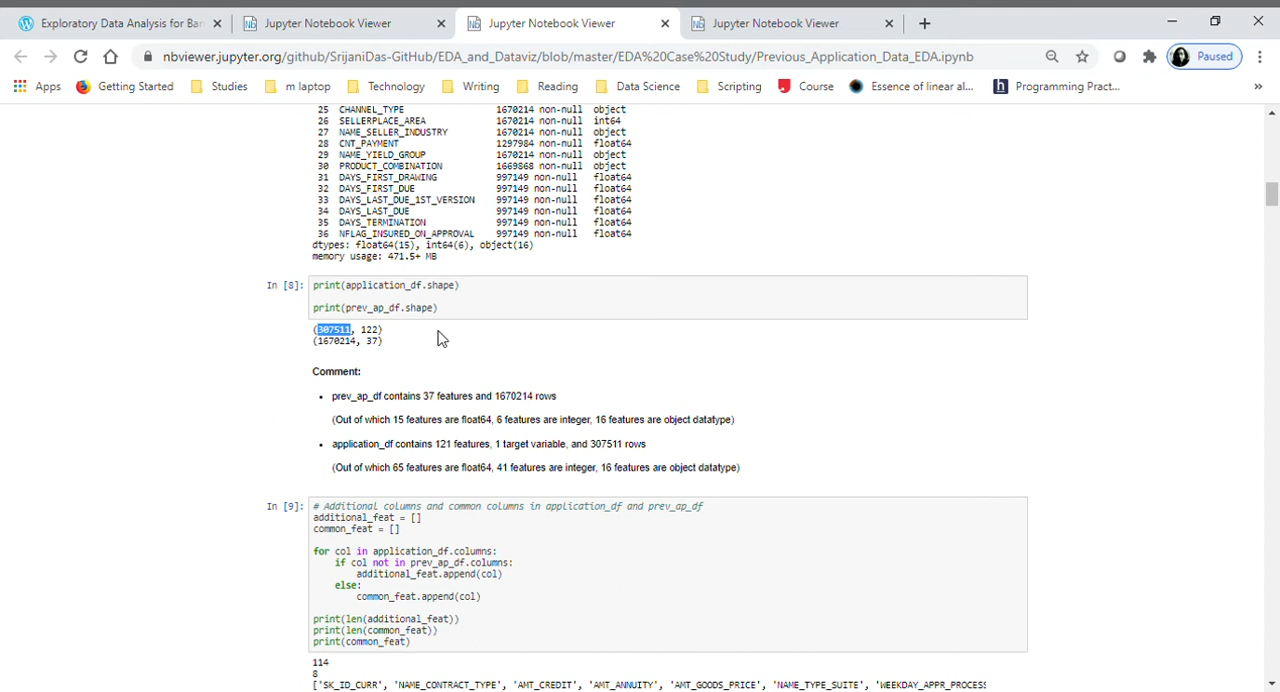 Exploratory Data Analysis for Ban
Jupyter Notebook Viewer
Jupyter Notebook Viewer
Jupyter Notebook Viewer
nbviewer.jupyter.org/github/SrijaniDas-GitHub/EDA_and_Dataviz/blob/master/EDA%20Case%20Study/Previous_Application_Data_EDA.ipynb
Paused
Apps Getting Started Studies m laptop Technology Writing Reading Data Science Scripting Course Essence of linear al... Programming Pract... »
25 CHANNEL_TYPE 1670214 non-null object
26 SELLERPLACE_AREA 1670214 non-null int64
27 NAME_SELLER_INDUSTRY 1670214 non-null object
28 CNT_PAYMENT 1297984 non-null float64
29 NAME_YIELD_GROUP 1670214 non-null object
30 PRODUCT_COMBINATION 1669868 non-null object
31 DAYS_FIRST_DRAWING 997149 non-null float64
32 DAYS_FIRST_DUE 997149 non-null float64
33 DAYS_LAST_DUE_1ST_VERSION 997149 non-null float64
34 DAYS_LAST_DUE 997149 non-null float64
35 DAYS_TERMINATION 997149 non-null float64
36 NFLAG_INSURED_ON_APPROVAL 997149 non-null float64
dtypes: float64(15), int64(6), object(16)
memory usage: 471.5+ MB
In [8]: print(application_df.shape)
print(prev_ap_df.shape)
(307511, 122)
(1670214, 37)
Comment:
• prev_ap_df contains 37 features and 1670214 rows
(Out of which 15 features are float64, 6 features are integer, 16 features are object datatype)
• application_df contains 121 features, 1 target variable, and 307511 rows
(Out of which 65 features are float64, 41 features are integer, 16 features are object datatype)
In [9]: # Additional columns and common columns in application_df and prev_ap_df
additional_feat = []
common_feat = []
for col in application_df.columns:
if col not in prev_ap_df.columns:
additional_feat.append(col)
else:
common_feat.append(col)
print(len(additional_feat))
print(len(common_feat))
print(common_feat)
114
8
['SK_ID_CURR', 'NAME_CONTRACT_TYPE', 'AMT_CREDIT', 'AMT_ANNUITY', 'AMT_GOODS_PRICE', 'NAME_TYPE_SUITE', 'WEEKDAY_APPR_PROCESS